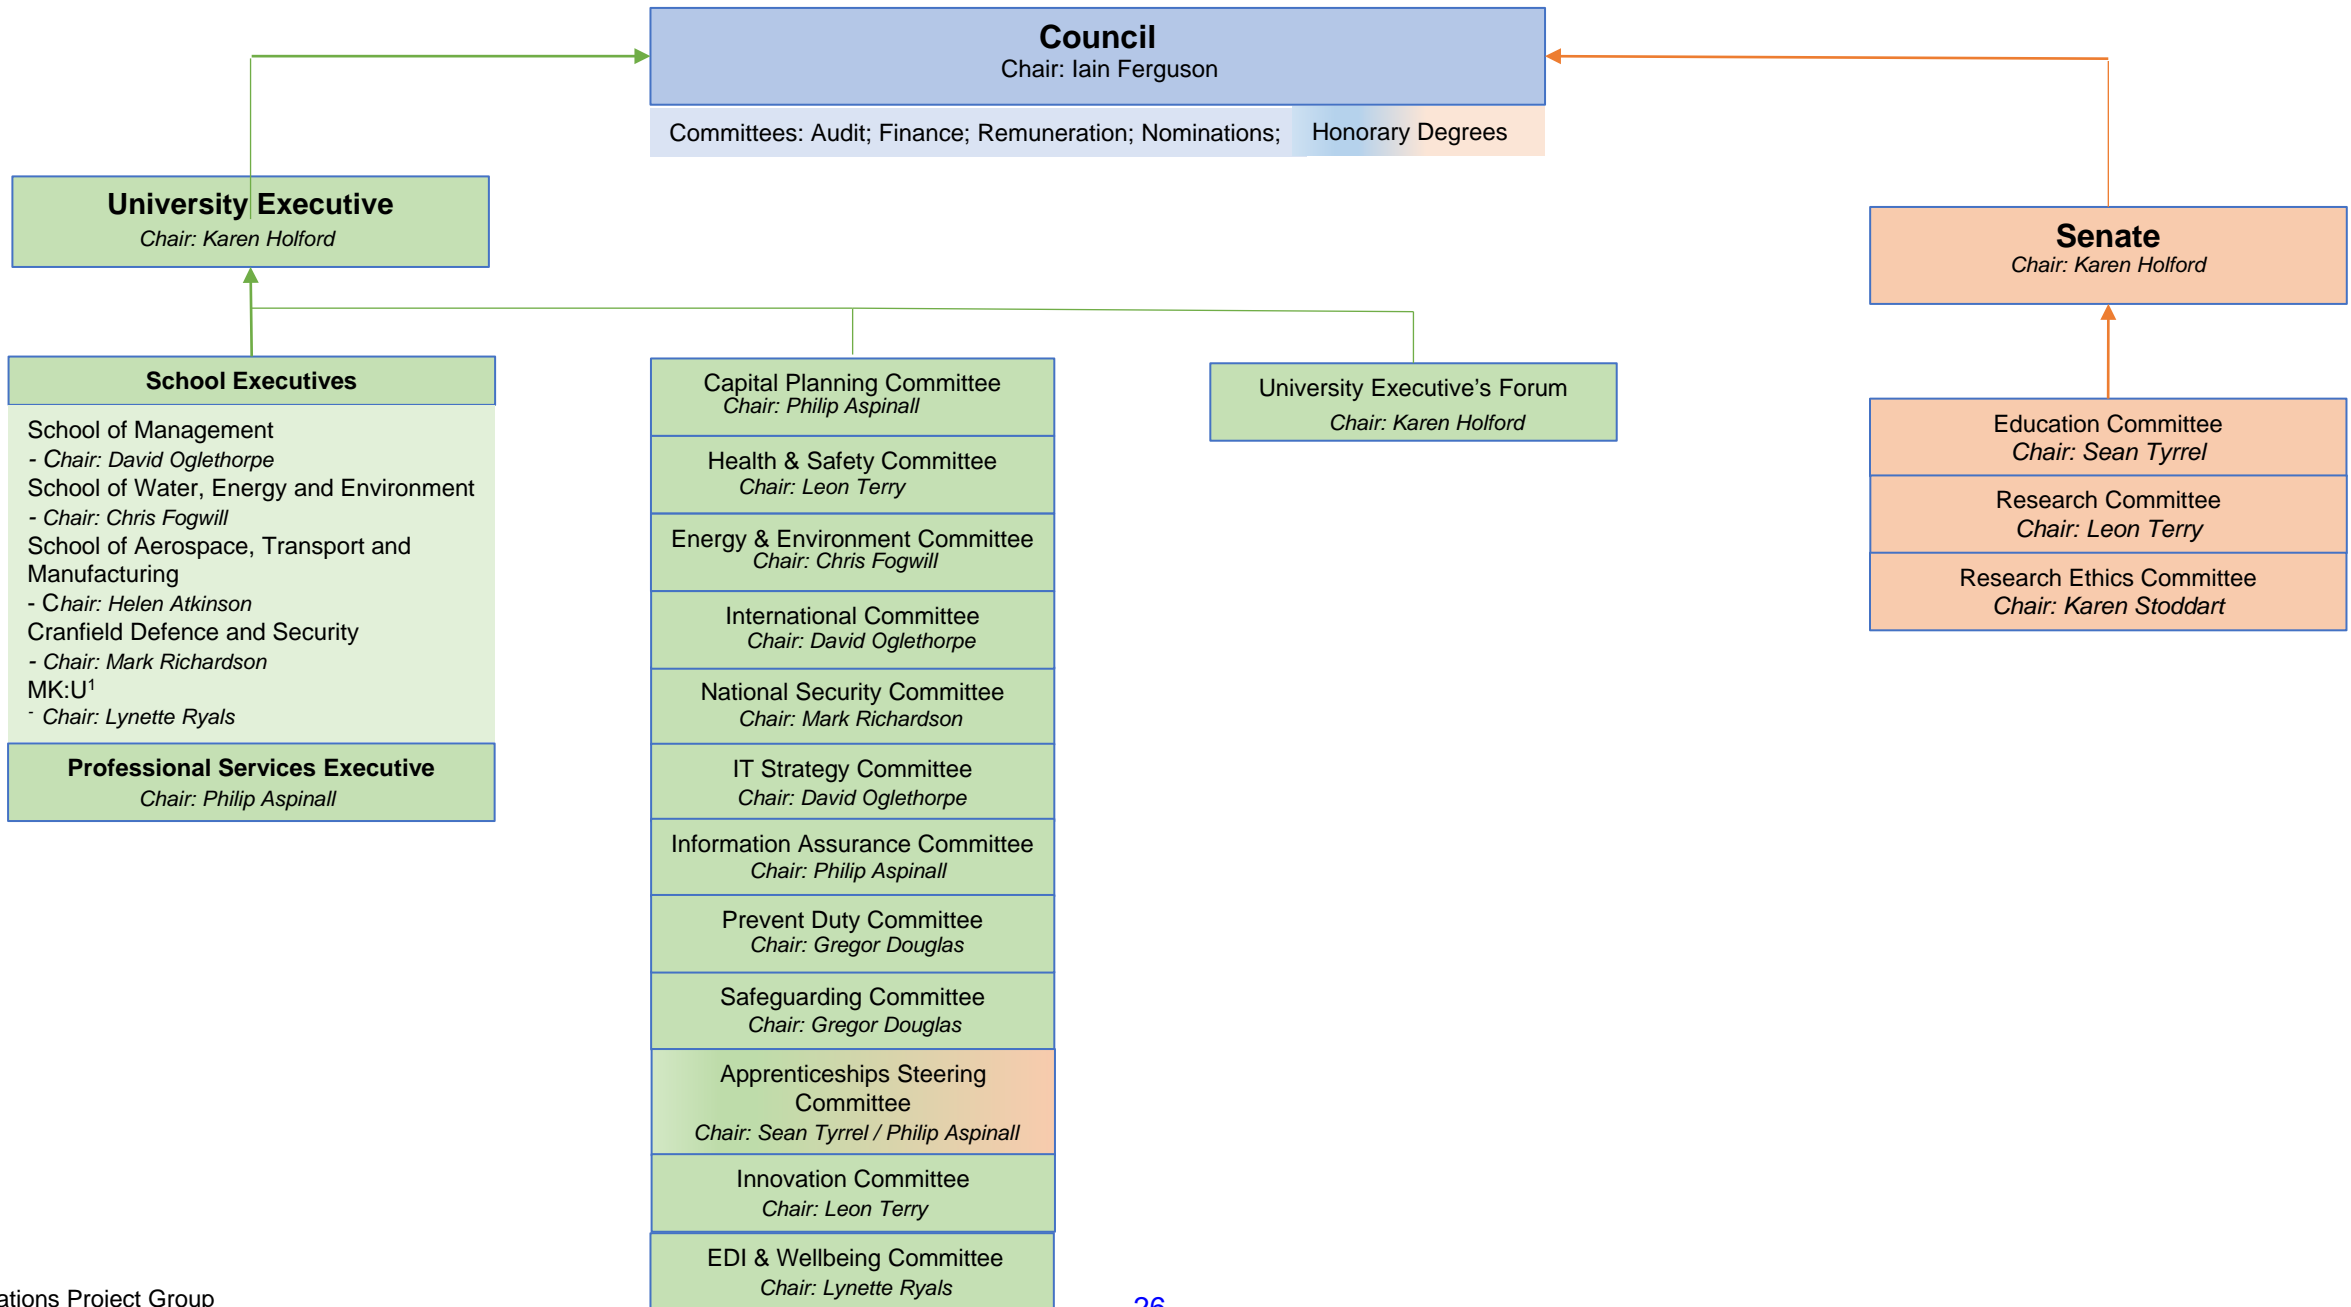 Council
Chair: Iain Ferguson
Committees: Audit; Finance; Remuneration; Nominations; Honorary Degrees
University Executive
Chair: Karen Holford
Senate
Chair: Karen Holford
School Executives
School of Management
- Chair: David Oglethorpe
School of Water, Energy and Environment
- Chair: Chris Fogwill
School of Aerospace, Transport and
Manufacturing
- Chair: Helen Atkinson
Cranfield Defence and Security
- Chair: Mark Richardson
MK:U¹
- Chair: Lynette Ryals
Professional Services Executive
Chair: Philip Aspinall
Capital Planning Committee
Chair: Philip Aspinall
Health & Safety Committee
Chair: Leon Terry
Energy & Environment Committee
Chair: Chris Fogwill
International Committee
Chair: David Oglethorpe
National Security Committee
Chair: Mark Richardson
IT Strategy Committee
Chair: David Oglethorpe
Information Assurance Committee
Chair: Philip Aspinall
Prevent Duty Committee
Chair: Gregor Douglas
Safeguarding Committee
Chair: Gregor Douglas
Apprenticeships Steering
Committee
Chair: Sean Tyrrel / Philip Aspinall
Innovation Committee
Chair: Leon Terry
EDI & Wellbeing Committee
Chair: Lynette Ryals
University Executive’s Forum
Chair: Karen Holford
Education Committee
Chair: Sean Tyrrel
Research Committee
Chair: Leon Terry
Research Ethics Committee
Chair: Karen Stoddart
ations Project Group
26